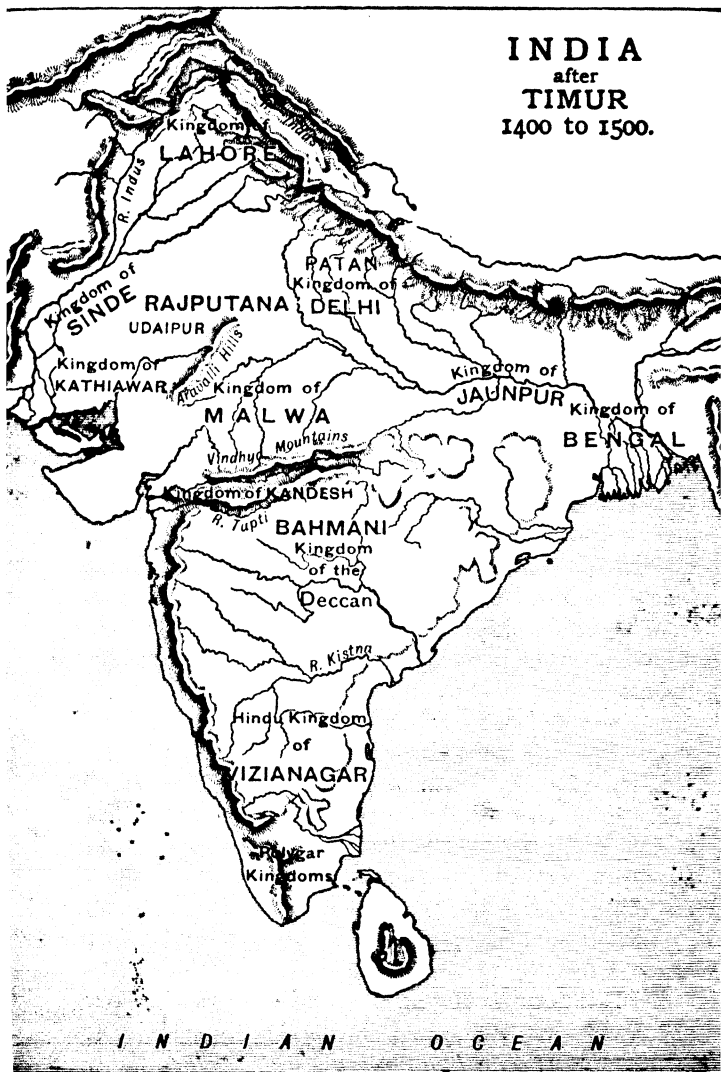 INDIA
after
TIMUR
1400 to 1500.
Kingdom of
LAHORE
R. Indus
R. Indus
PATAN
Kingdom of
DELHI
Kingdom of
SINDE
RAJPUTANA
UDAIPUR
Aravalli Hills
Kingdom of
KATHIAWAR
Kingdom of
MALWA
Kingdom of
JAUNPUR
Kingdom of
BENGAL
Vindhya Mountains
Kingdom of KANDESH
R. Tupti
BAHMANI
Kingdom
of the
Deccan
R. Kistna
Hindu Kingdom
of
VIZIANAGAR
Polygar
Kingdoms
INDIAN OCEAN